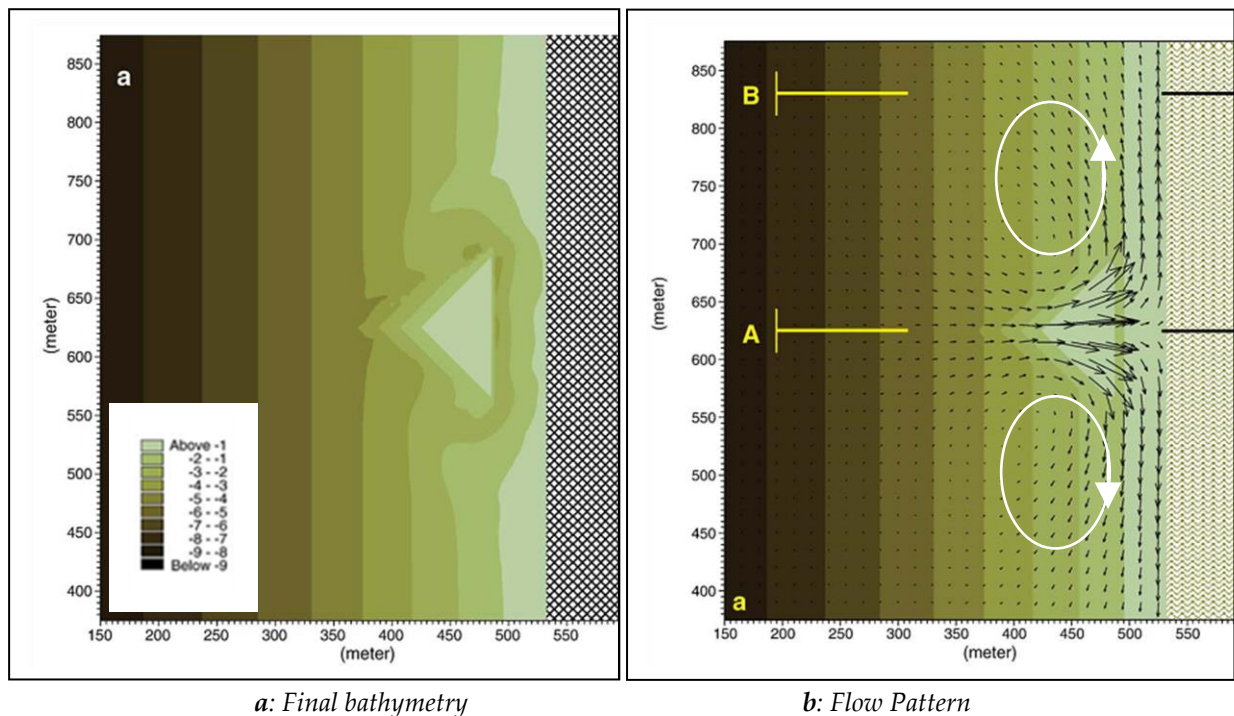 a
850
800
750
700
650
600
550
500
450
400
(meter)
Above -1
-2 - -1
-3 - -2
-4 - -3
-5 - -4
-6 - -5
-7 - -6
-8 - -7
-9 - -8
Below -9
150 200 250 300 350 400 450 500 550
(meter)
a: Final bathymetry
850
800
750
700
650
600
550
500
450
400
(meter)
B
A
a
150 200 250 300 350 400 450 500 550
(meter)
b: Flow Pattern